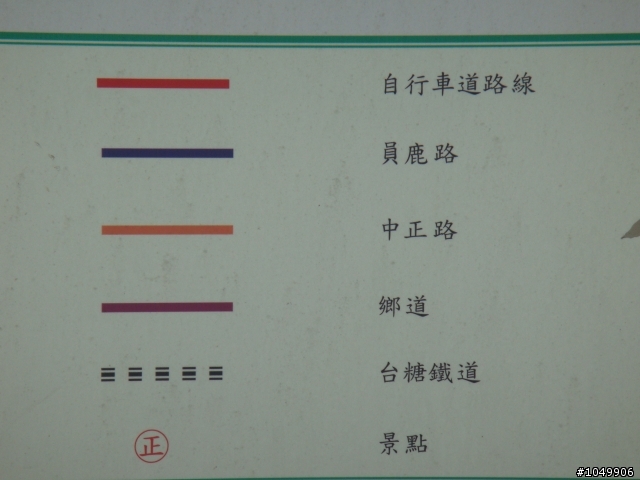 自行車道路線
員鹿路
中正路
鄉道
台糖鐵道
正 景點
#1049906